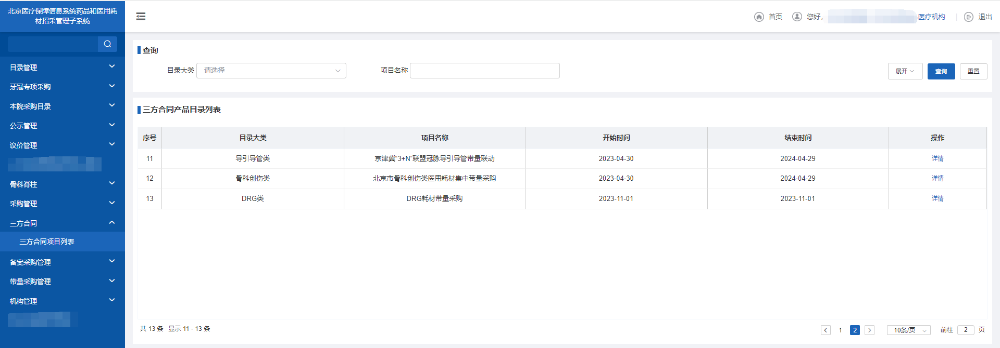 北京医疗保障信息系统药品和医用耗
材招采管理子系统
首页
您好,
医疗机构
退出
目录管理
牙冠专项采购
本院采购目录
公示管理
议价管理
骨科脊柱
采购管理
三方合同
三方合同项目列表
备案采购管理
带量采购管理
机构管理
查询
目录大类 请选择 项目名称 展开 查询 重置
三方合同产品目录列表
序号 目录大类 项目名称 开始时间 结束时间 操作
11 导引导管类 京津冀“3+N”联盟冠脉导引导管带量联动 2023-04-30 2024-04-29 详情
12 骨科创伤类 北京市骨科创伤类医用耗材集中带量采购 2023-04-30 2024-04-29 详情
13 DRG类 DRG耗材带量采购 2023-11-01 2023-11-01 详情
共 13 条 显示 11 - 13 条 1 2 10条/页 前往 2 页